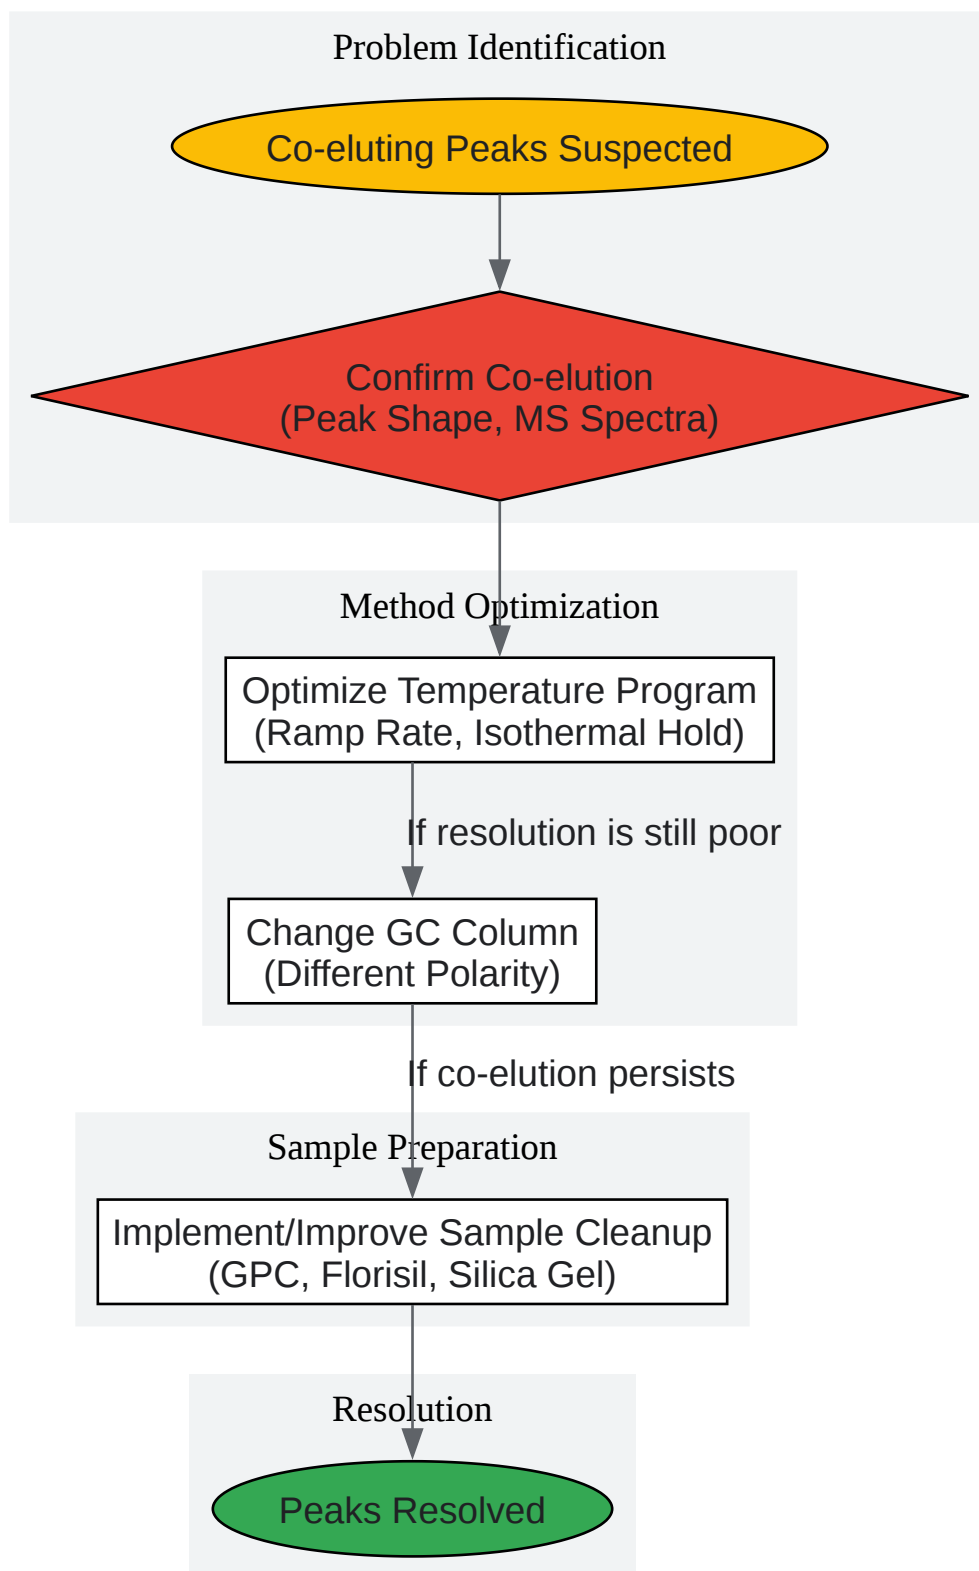 Problem Identification
Co-eluting Peaks Suspected
Confirm Co-elution
(Peak Shape, MS Spectra)
Method Optimization
Optimize Temperature Program
(Ramp Rate, Isothermal Hold)
If resolution is still poor
Change GC Column
(Different Polarity)
If co-elution persists
Sample Preparation
Implement/Improve Sample Cleanup
(GPC, Florisil, Silica Gel)
Resolution
Peaks Resolved